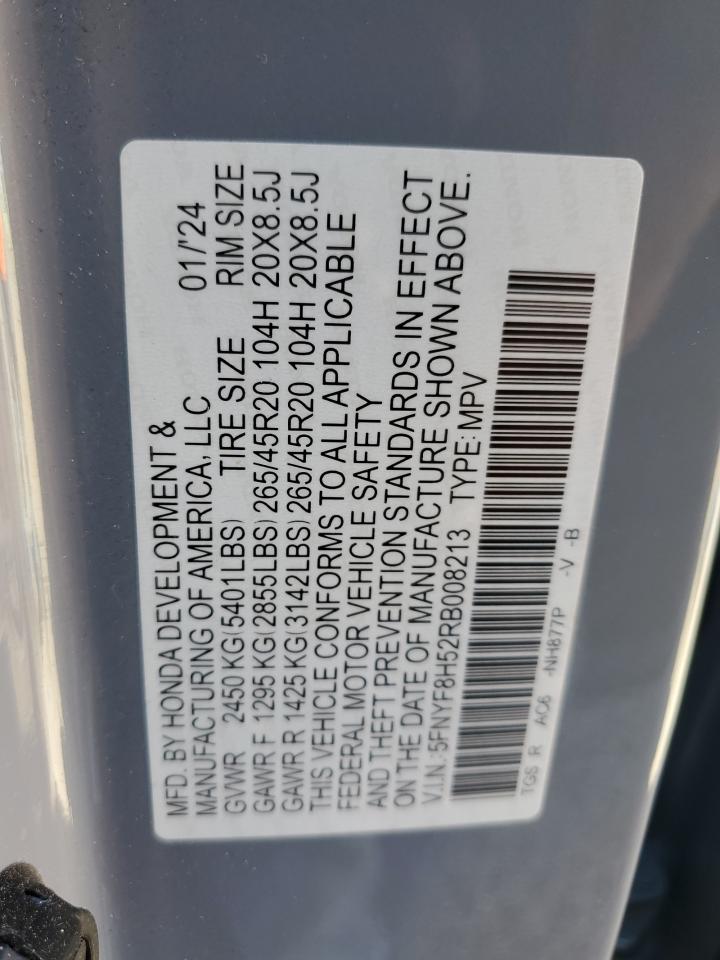 MFD. BY HONDA DEVELOPMENT &
MANUFACTURING OF AMERICA, LLC 01/'24
GVWR 2450 KG(5401LBS) TIRE SIZE RIM SIZE
GAWR F 1295 KG(2855LBS) 265/45R20 104H 20X8.5J
GAWR R 1425 KG(3142LBS) 265/45R20 104H 20X8.5J
THIS VEHICLE CONFORMS TO ALL APPLICABLE
FEDERAL MOTOR VEHICLE SAFETY
AND THEFT PREVENTION STANDARDS IN EFFECT
ON THE DATE OF MANUFACTURE SHOWN ABOVE.
V.I.N.:5FNYF8H52RB008213 TYPE: MPV
TGS R AC6 -NH877P -V -B